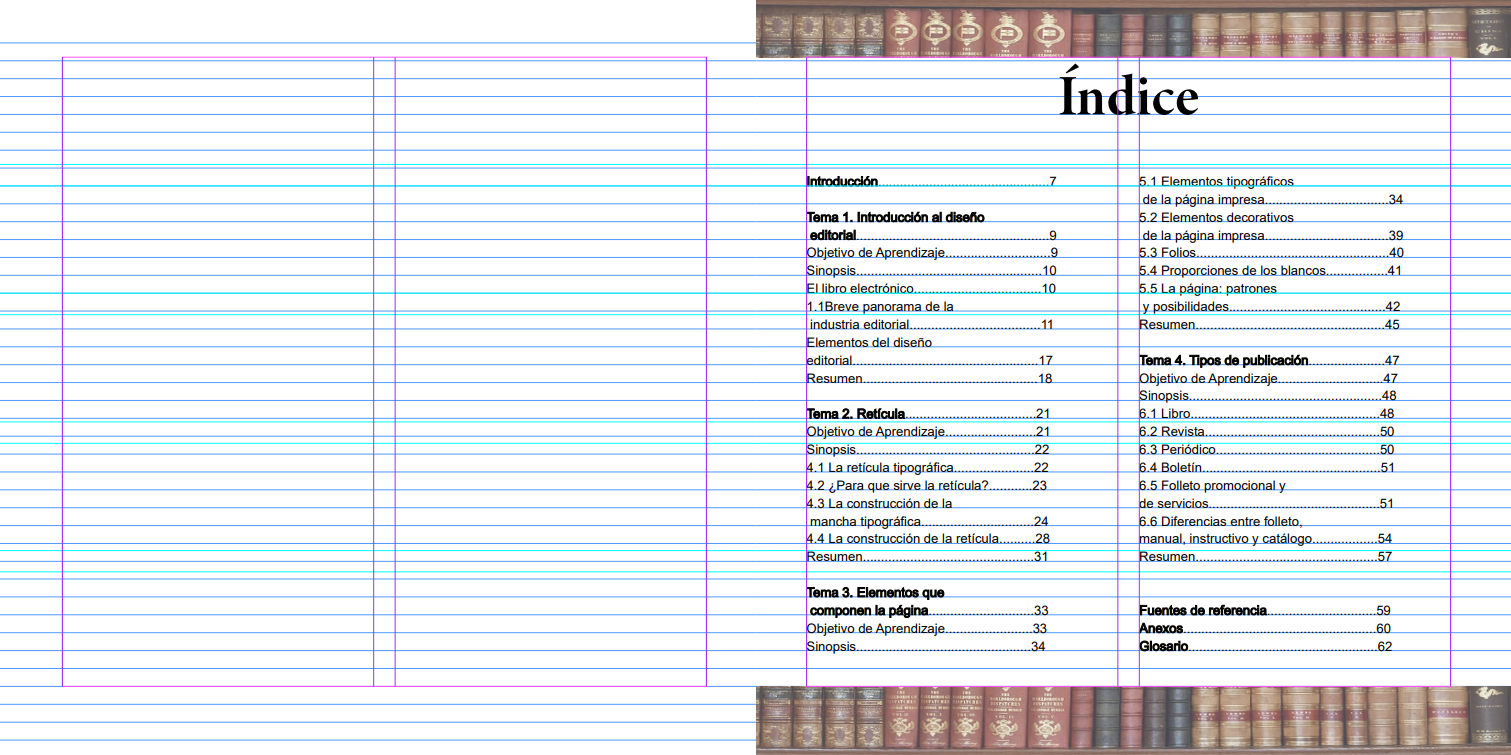 Índice
Introducción..................................................7
Tema 1. Introducción al diseño
editorial........................................................9
Objetivo de Aprendizaje..............................9
Sinopsis....................................................10
El libro electrónico....................................10
1.1Breve panorama de la
industria editorial.....................................11
Elementos del diseño
editorial....................................................17
Resumen..................................................18
Tema 2. Retícula.....................................21
Objetivo de Aprendizaje..........................21
Sinopsis..................................................22
4.1 La retícula tipográfica.......................22
4.2 ¿Para que sirve la retícula?............23
4.3 La construcción de la
mancha tipográfica................................24
4.4 La construcción de la retícula..........28
Resumen.................................................31
Tema 3. Elementos que
componen la página..............................33
Objetivo de Aprendizaje.........................33
Sinopsis.................................................34
5.1 Elementos tipográficos
de la página impresa...................................34
5.2 Elementos decorativos
de la página impresa...................................39
5.3 Folios.......................................................40
5.4 Proporciones de los blancos.................41
5.5 La página: patrones
y posibilidades............................................42
Resumen......................................................45
Tema 4. Tipos de publicación......................47
Objetivo de Aprendizaje..............................47
Sinopsis.......................................................48
6.1 Libro......................................................48
6.2 Revista..................................................50
6.3 Periódico...............................................50
6.4 Boletín...................................................51
6.5 Folleto promocional y
de servicios.................................................51
6.6 Diferencias entre folleto,
manual, instructivo y catálogo...................54
Resumen....................................................57
Fuentes de referencia...............................59
Anexos.......................................................60
Glosario.....................................................62